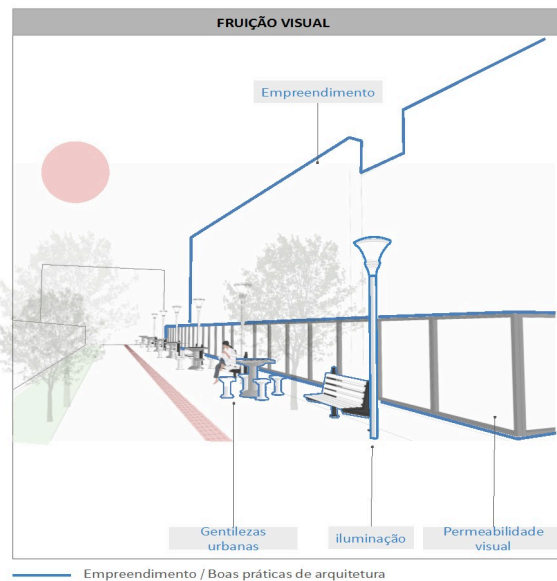 FRUIÇÃO VISUAL
Empreendimento
Gentilezas
urbanas
iluminação
Permeabilidade
visual
Empreendimento / Boas práticas de arquitetura